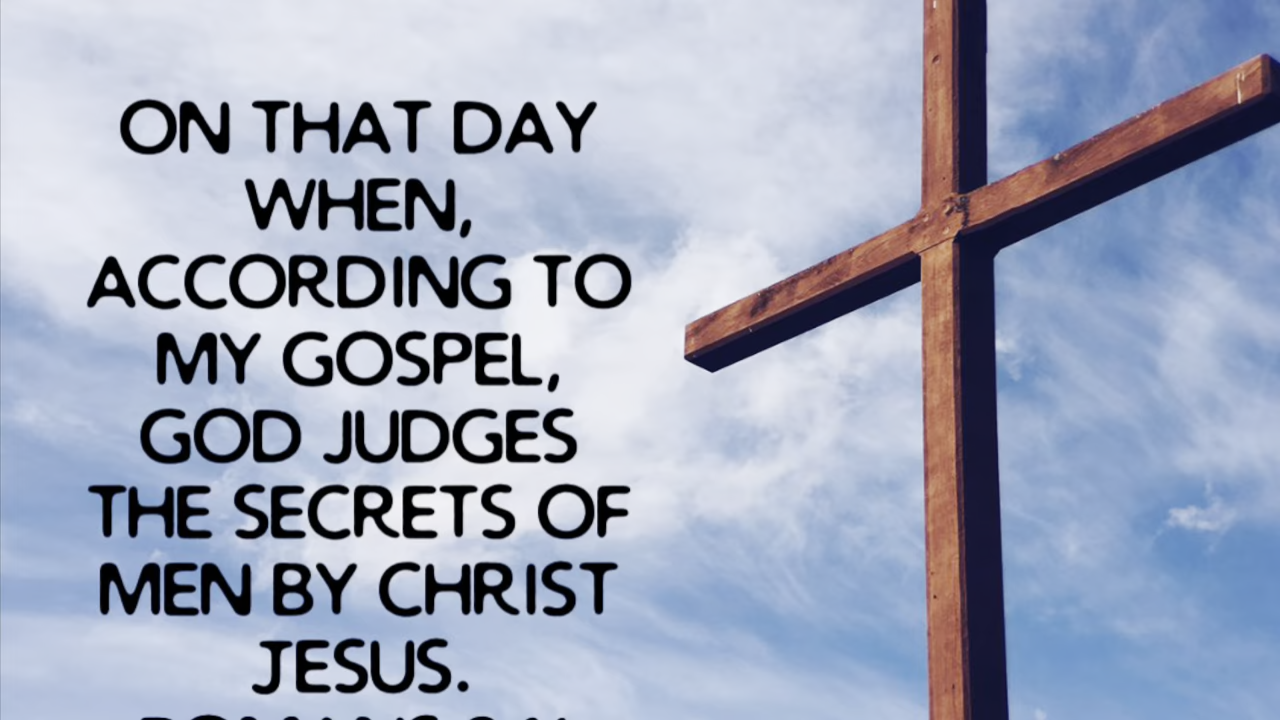 ON THAT DAY
WHEN,
ACCORDING TO
MY GOSPEL,
GOD JUDGES
THE SECRETS OF
MEN BY CHRIST
JESUS.